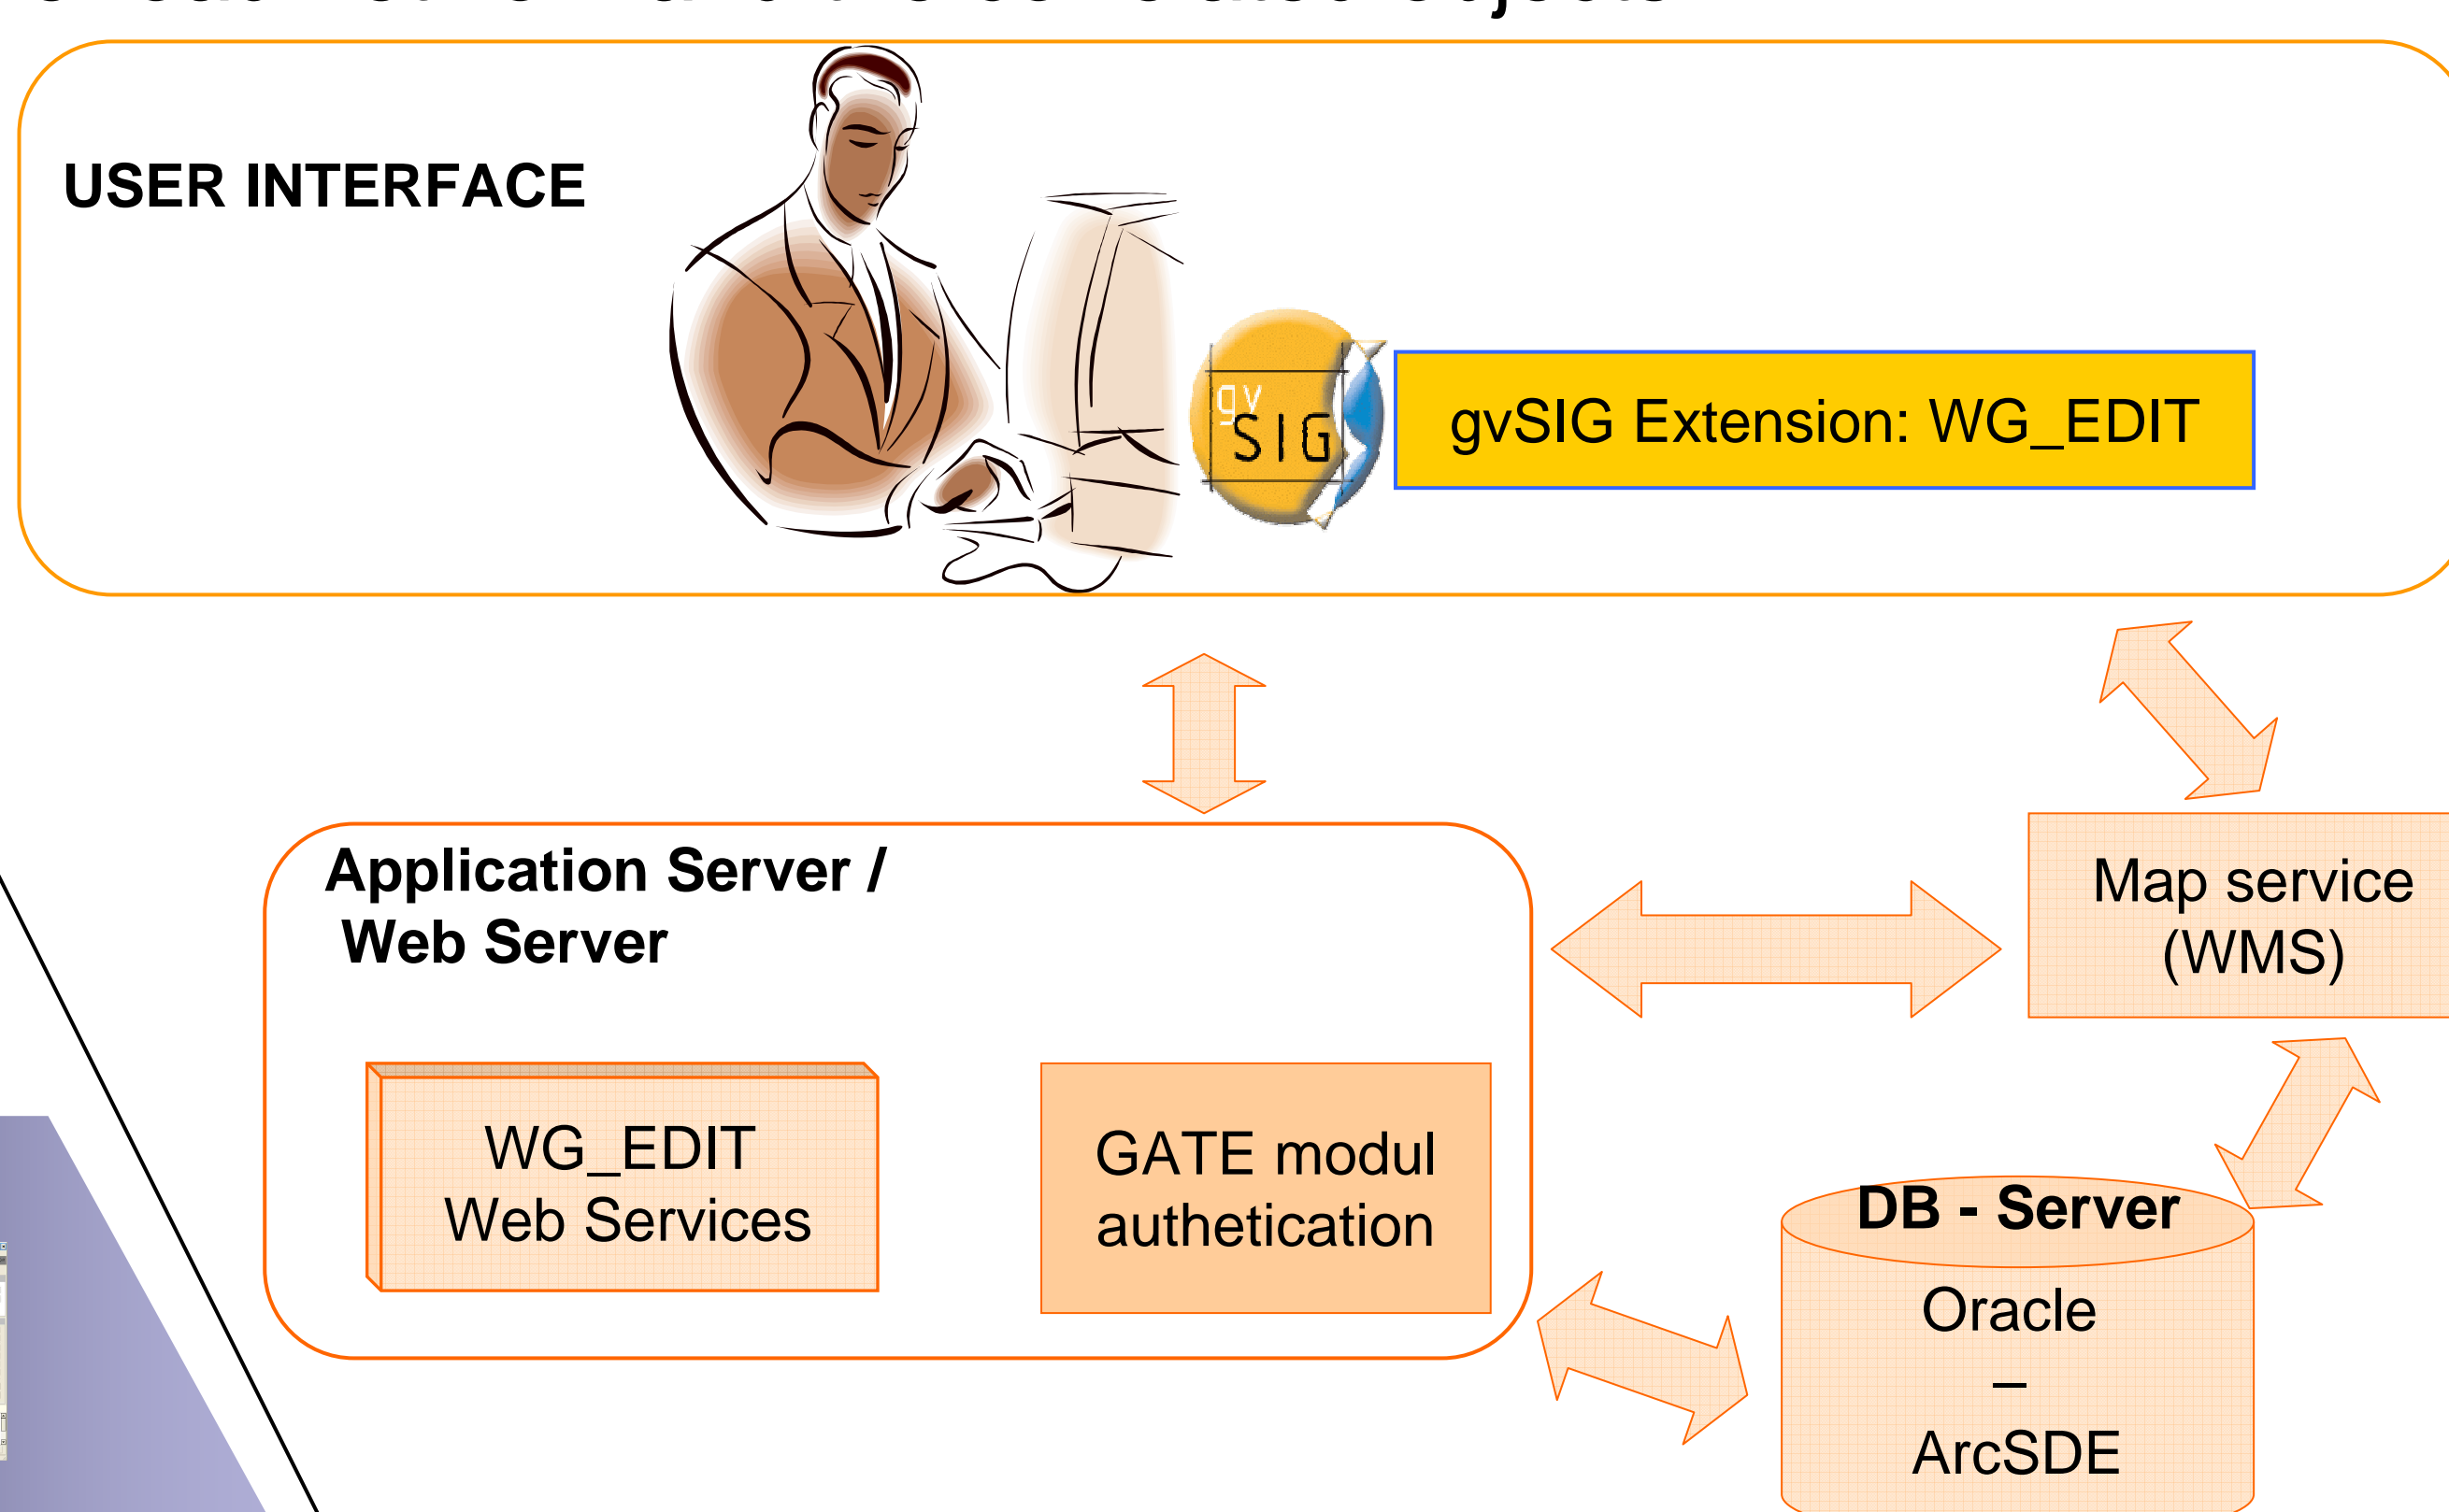 USER INTERFACE
gv
SIG
gvSIG Extension: WG_EDIT
Application Server /
Web Server
Map service
(WMS)
WG_EDIT
Web Services
GATE modul
authetication
DB - Server
Oracle
–
ArcSDE